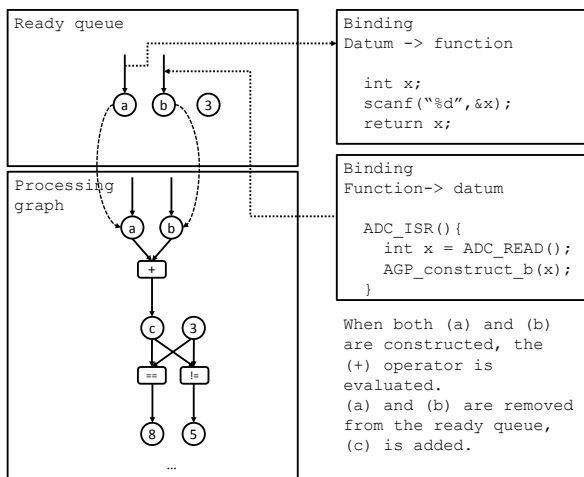 Ready queue
a
b
3
Processing
graph
a
b
+
c
3
==
!=
8
5
…
Binding
Datum -> function
int x;
scanf(“%d”,&x);
return x;
Binding
Function-> datum
ADC_ISR(){
int x = ADC_READ();
AGP_construct_b(x);
}
When both (a) and (b)
are constructed, the
(+) operator is
evaluated.
(a) and (b) are removed
from the ready queue,
(c) is added.